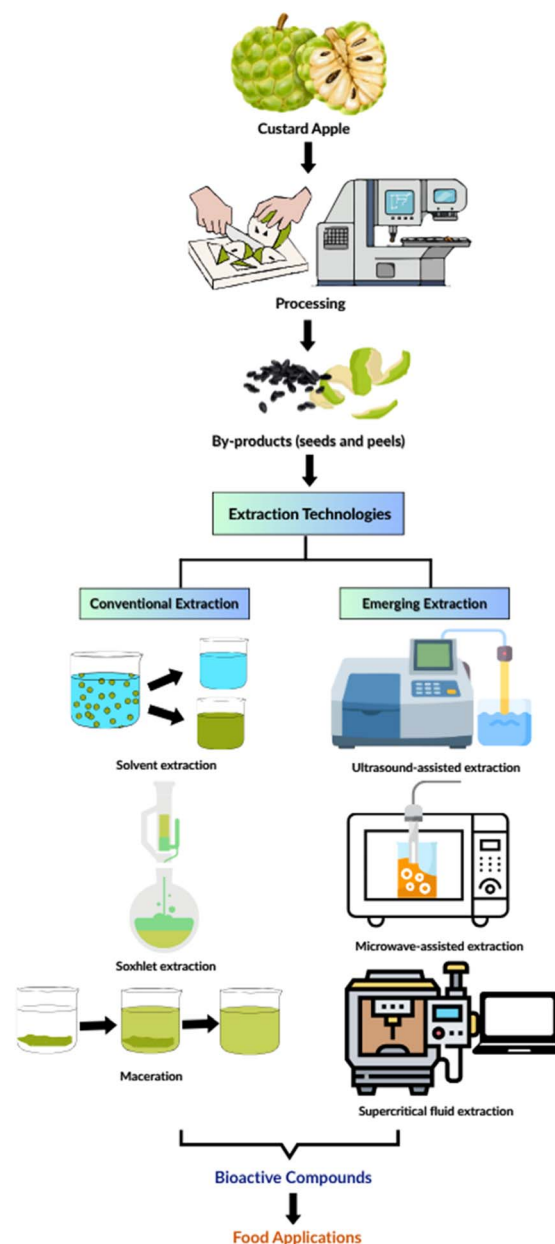 Custard Apple
Processing
By-products (seeds and peels)
Extraction Technologies
Conventional Extraction
Emerging Extraction
Solvent extraction
Ultrasound-assisted extraction
Soxhlet extraction
Microwave-assisted extraction
Maceration
Supercritical fluid extraction
Bioactive Compounds
Food Applications